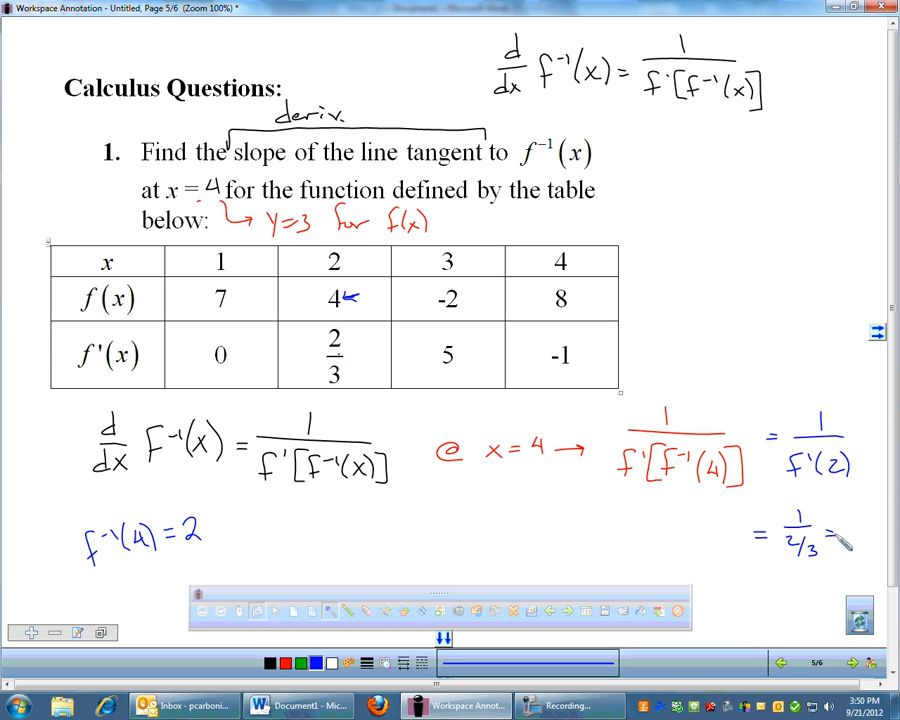 Workspace Annotation - Untitled, Page 5/6 (Zoom 100%) *
d/dx f⁻¹(x) = 1/f'[f⁻¹(x)]
Calculus Questions:
deriv.
1. Find the slope of the line tangent to f⁻¹(x)
at x = 4 for the function defined by the table
below: y=3 for f(x)
x 1 2 3 4
f(x) 7 4 -2 8
f'(x) 0 2/3 5 -1
d/dx f⁻¹(x) = 1/f'[f⁻¹(x)] @ x = 4 → 1/f'[f⁻¹(4)] = 1/f'(2)
f⁻¹(4) = 2 = 1/2/3 =
5/6
Inbox - pcarboni...
Document1 - Mic...
Workspace Annot...
Recording...
3:50 PM
9/21/2012